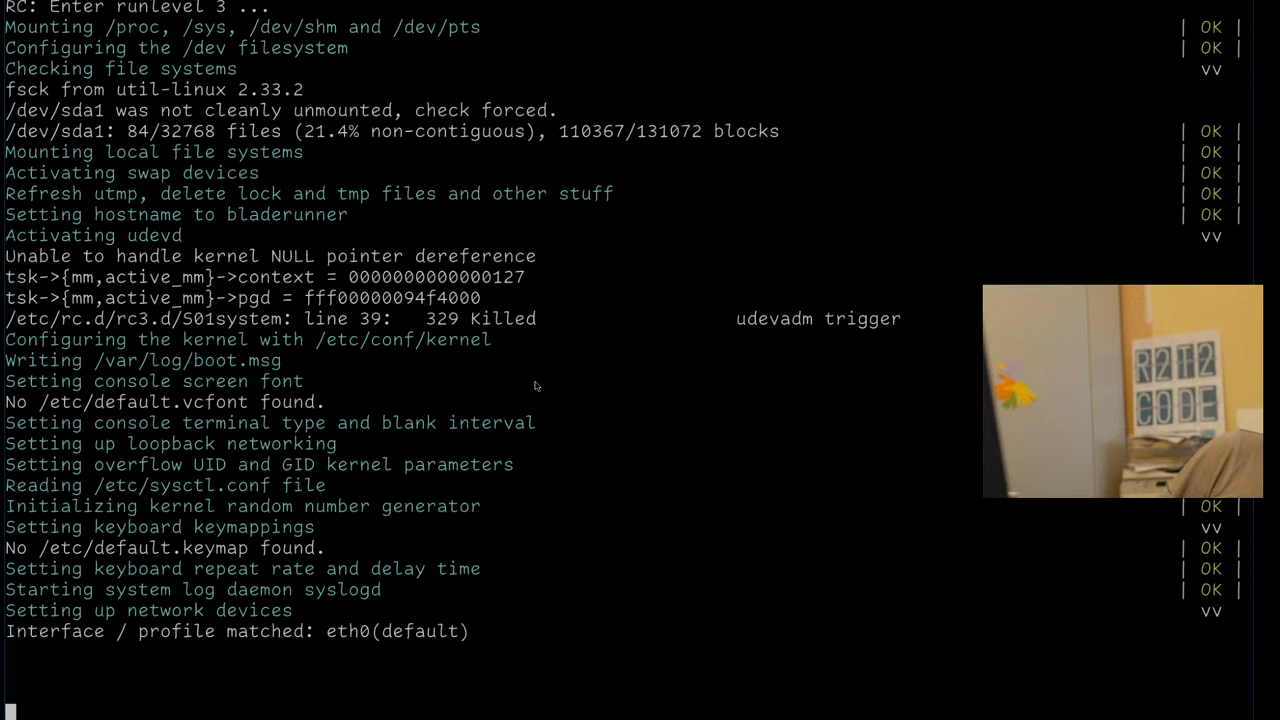 RC: Enter runlevel 3 ...
Mounting /proc, /sys, /dev/shm and /dev/pts | OK |
Configuring the /dev filesystem | OK |
Checking file systems vv
fsck from util-linux 2.33.2
/dev/sda1 was not cleanly unmounted, check forced.
/dev/sda1: 84/32768 files (21.4% non-contiguous), 110367/131072 blocks | OK |
Mounting local file systems | OK |
Activating swap devices | OK |
Refresh utmp, delete lock and tmp files and other stuff | OK |
Setting hostname to bladerunner | OK |
Activating udevd vv
Unable to handle kernel NULL pointer dereference
tsk->{mm,active_mm}->context = 0000000000000127
tsk->{mm,active_mm}->pgd = fff00000094f4000
/etc/rc.d/rc3.d/S01system: line 39: 329 Killed udevadm trigger
Configuring the kernel with /etc/conf/kernel
Writing /var/log/boot.msg
Setting console screen font
No /etc/default.vcfont found.
Setting console terminal type and blank interval
Setting up loopback networking
Setting overflow UID and GID kernel parameters
Reading /etc/sysctl.conf file
Initializing kernel random number generator | OK |
Setting keyboard keymappings vv
No /etc/default.keymap found. | OK |
Setting keyboard repeat rate and delay time | OK |
Starting system log daemon syslogd | OK |
Setting up network devices vv
Interface / profile matched: eth0(default)
R2T2
CODE